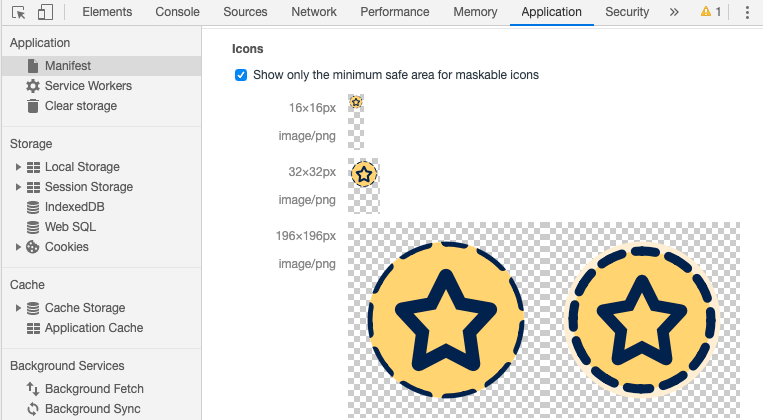 Elements Console Sources Network Performance Memory Application Security » 1
Application
Manifest
Service Workers
Clear storage
Storage
Local Storage
Session Storage
IndexedDB
Web SQL
Cookies
Cache
Cache Storage
Application Cache
Background Services
Background Fetch
Background Sync
Icons
Show only the minimum safe area for maskable icons
16×16px
image/png
32×32px
image/png
196×196px
image/png